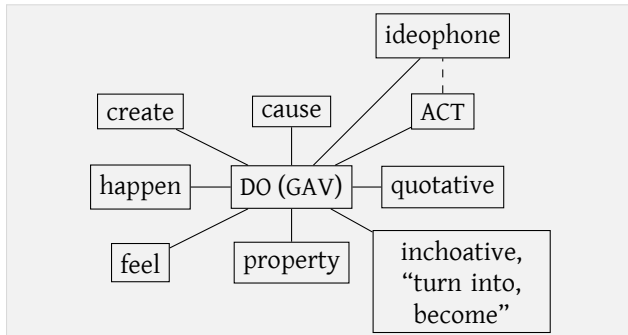 ideophone
create
cause
ACT
happen
DO (GAV)
quotative
feel
property
inchoative,
“turn into,
become”